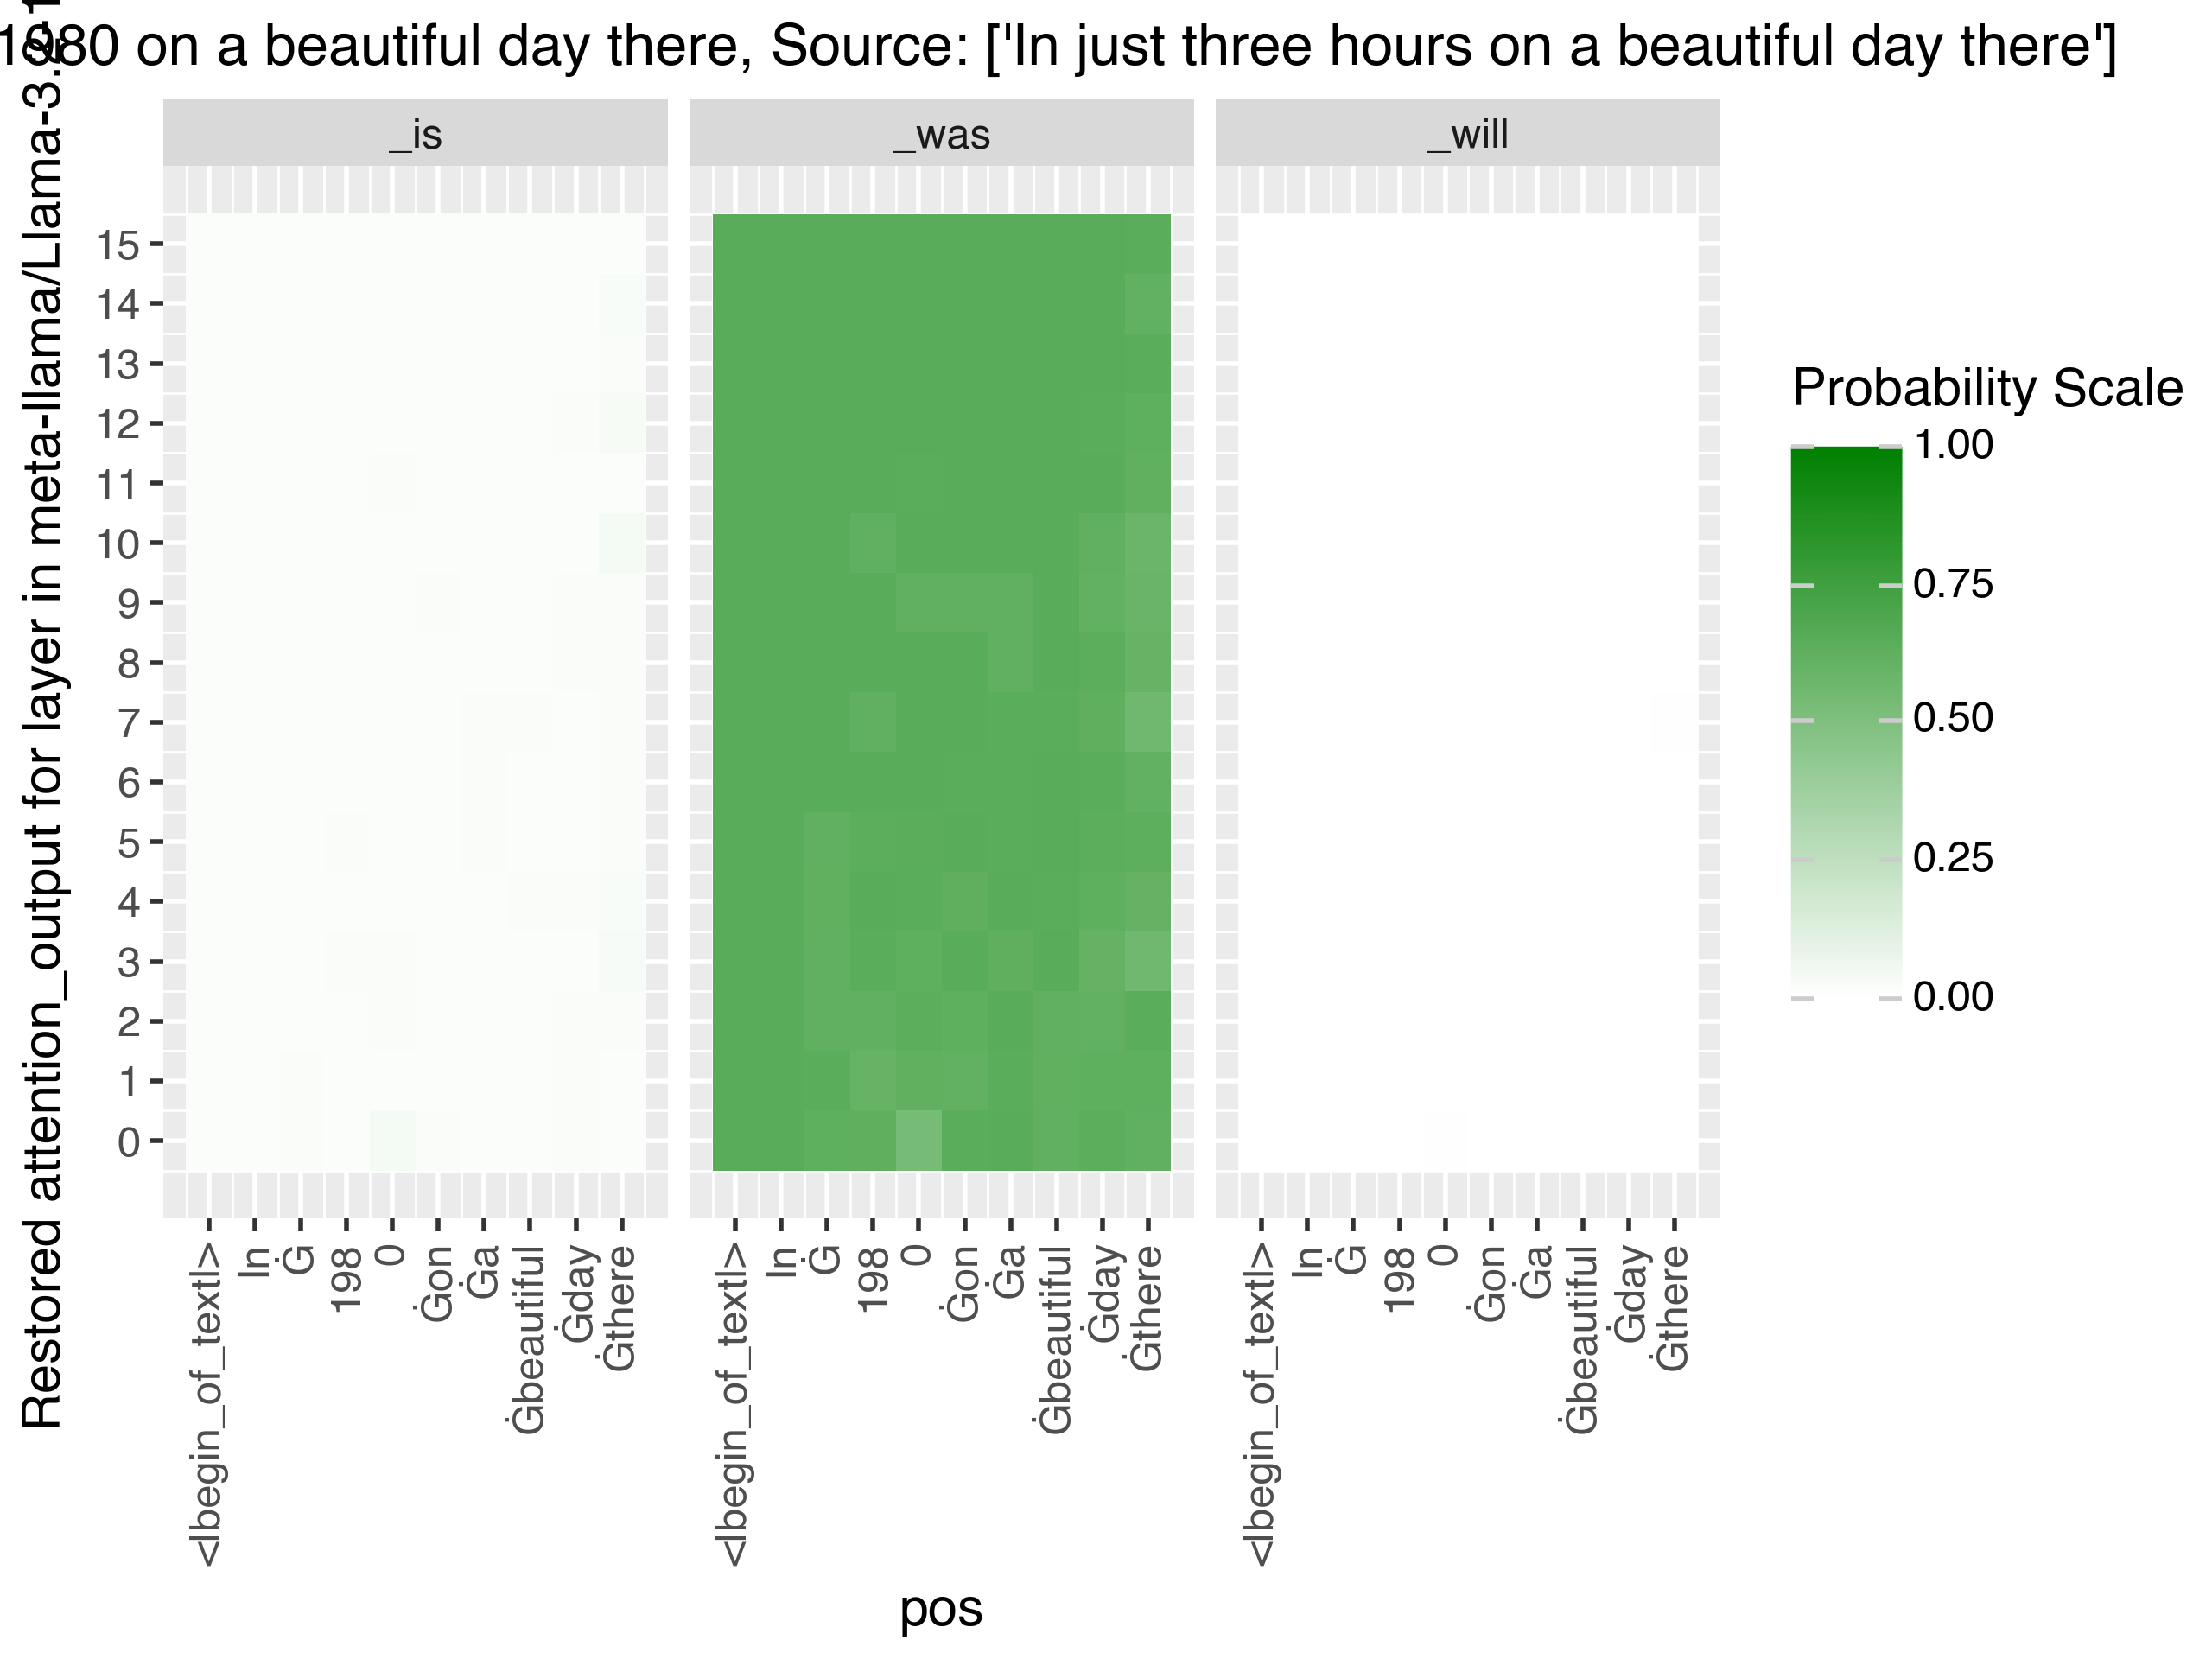 1980 on a beautiful day there, Source: ['In just three hours on a beautiful day there']
_is
_was
_will
Restored attention_output for layer in meta-llama/Llama-3.2-1
15
14
13
12
11
10
9
8
7
6
5
4
3
2
1
0
<|begin_of_text|>
In
Ġ
198
0
Ġon
Ġa
Ġbeautiful
Ġday
Ġthere
<|begin_of_text|>
In
Ġ
198
0
Ġon
Ġa
Ġbeautiful
Ġday
Ġthere
<|begin_of_text|>
In
Ġ
198
0
Ġon
Ġa
Ġbeautiful
Ġday
Ġthere
pos
Probability Scale
1.00
0.75
0.50
0.25
0.00